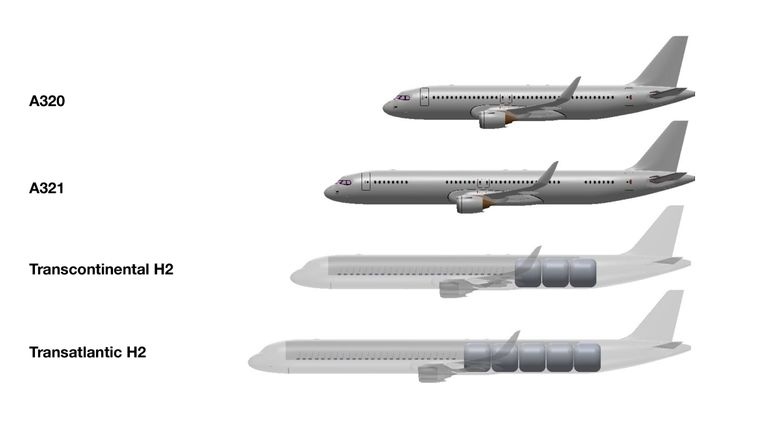 A320
A321
Transcontinental H2
Transatlantic H2